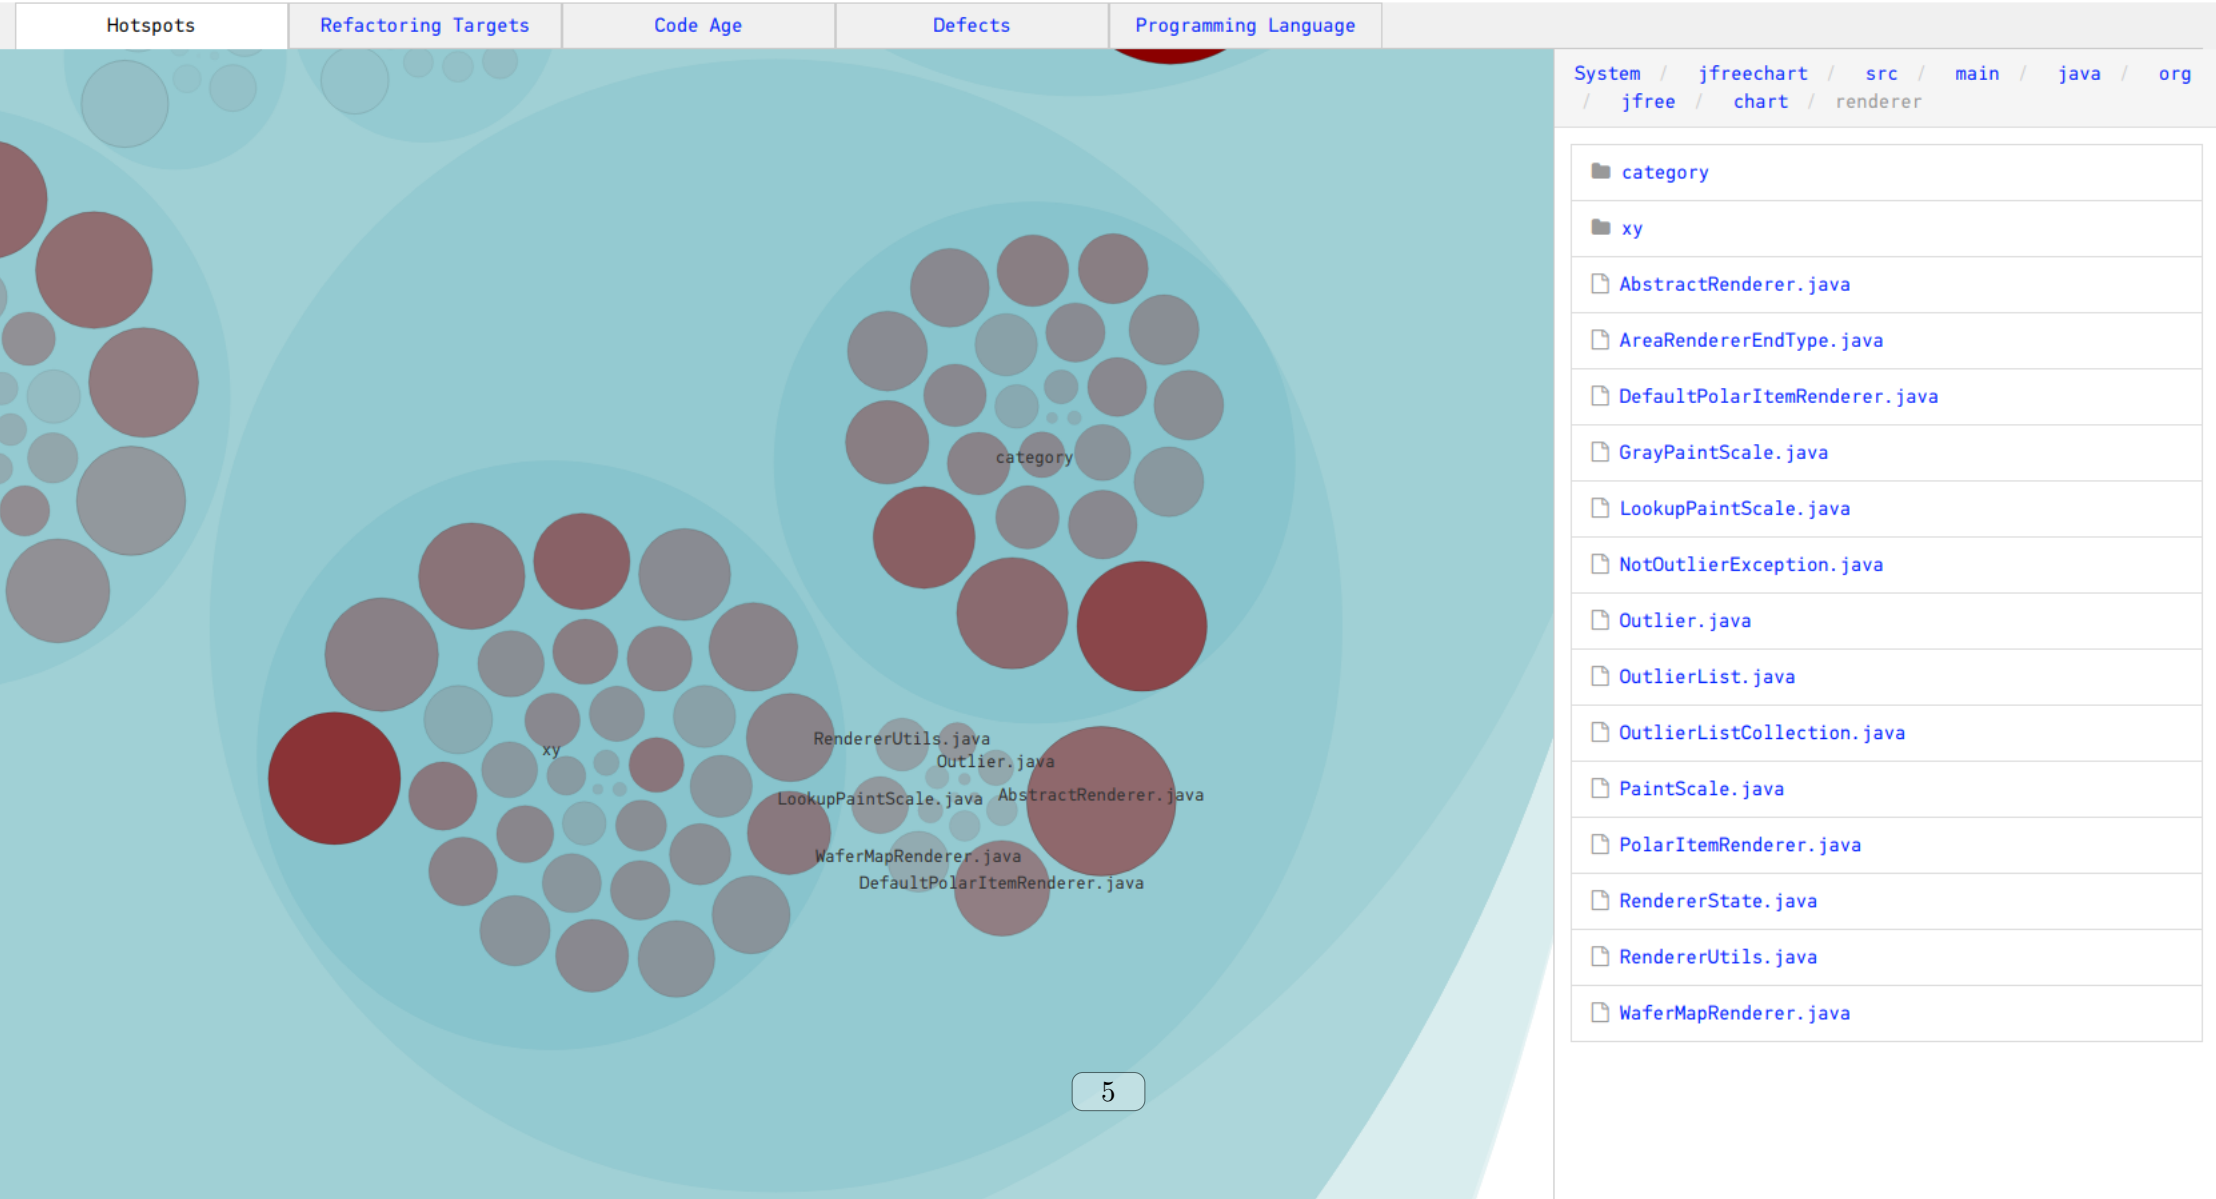 Hotspots
Refactoring Targets
Code Age
Defects
Programming Language
System / jfreechart / src / main / java / org
/ jfree / chart / renderer
category
xy
AbstractRenderer.java
AreaRendererEndType.java
DefaultPolarItemRenderer.java
GrayPaintScale.java
LookupPaintScale.java
NotOutlierException.java
Outlier.java
OutlierList.java
OutlierListCollection.java
PaintScale.java
PolarItemRenderer.java
RendererState.java
RendererUtils.java
WaferMapRenderer.java
category
xy
RendererUtils.java
Outlier.java
LookupPaintScale.java
AbstractRenderer.java
WaferMapRenderer.java
DefaultPolarItemRenderer.java
5